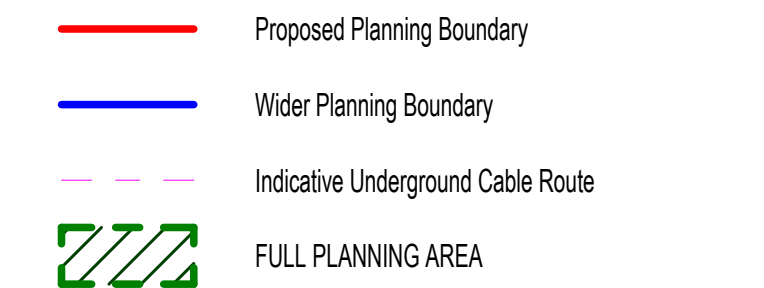 Proposed Planning Boundary
Wider Planning Boundary
Indicative Underground Cable Route
FULL PLANNING AREA